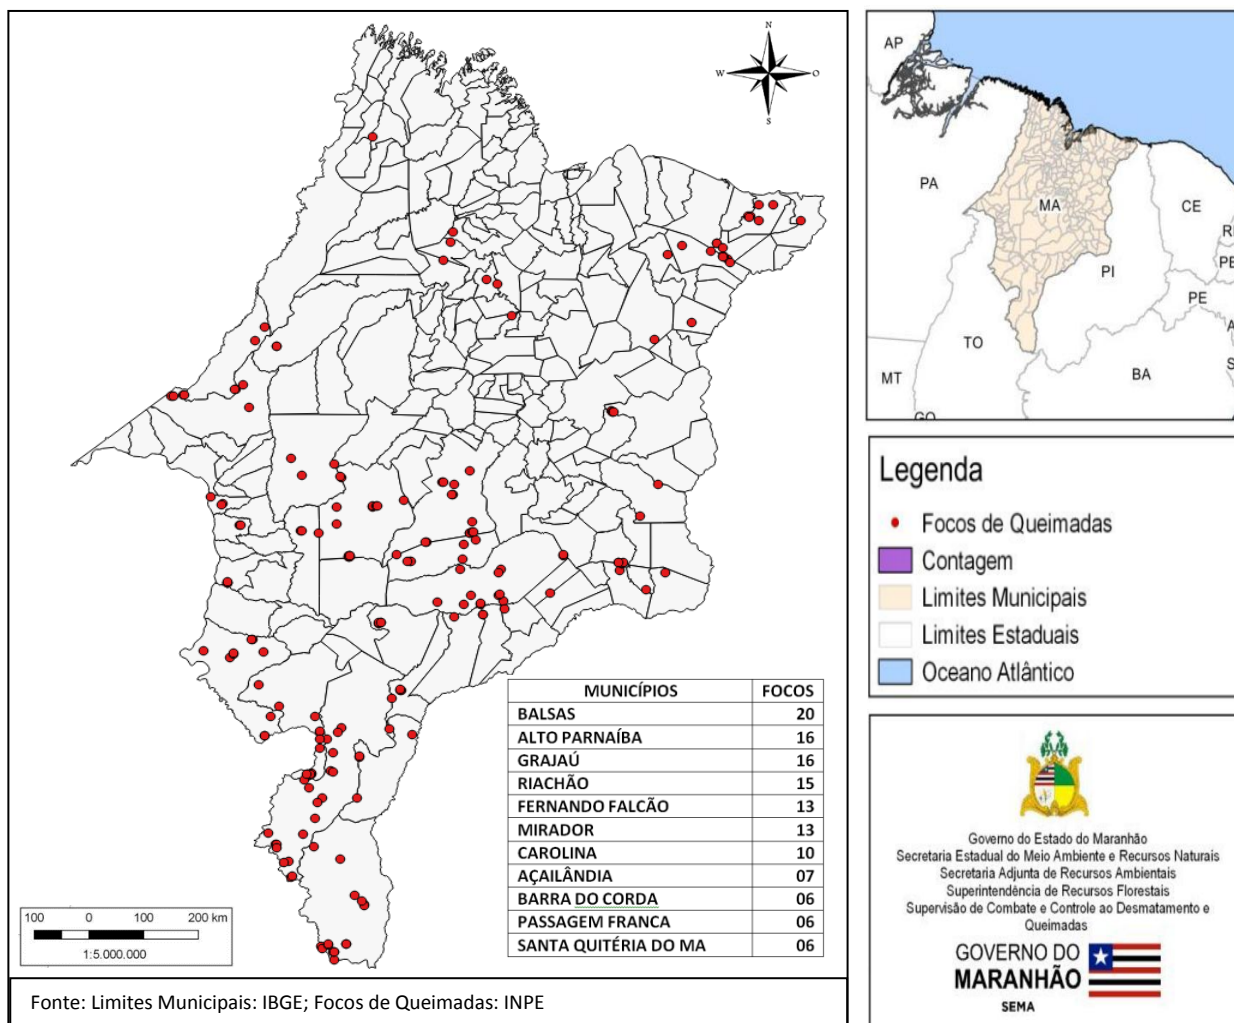 N
W
O
S
MUNICÍPIOS FOCOS
BALSAS 20
ALTO PARNAÍBA 16
GRAJAÚ 16
RIACHÃO 15
FERNANDO FALCÃO 13
MIRADOR 13
CAROLINA 10
AÇAILÂNDIA 07
BARRA DO CORDA 06
PASSAGEM FRANCA 06
SANTA QUITÉRIA DO MA 06
100 0 100 200 km
1:5.000.000
Fonte: Limites Municipais: IBGE; Focos de Queimadas: INPE
AP
PA
MA
CE
PI
PE
TO
BA
MT
Legenda
Focos de Queimadas
Contagem
Limites Municipais
Limites Estaduais
Oceano Atlântico
Governo do Estado do Maranhão
Secretaria Estadual do Meio Ambiente e Recursos Naturais
Secretaria Adjunta de Recursos Ambientais
Superintendência de Recursos Florestais
Supervisão de Combate e Controle ao Desmatamento e
Queimadas
GOVERNO DO
MARANHÃO
SEMA